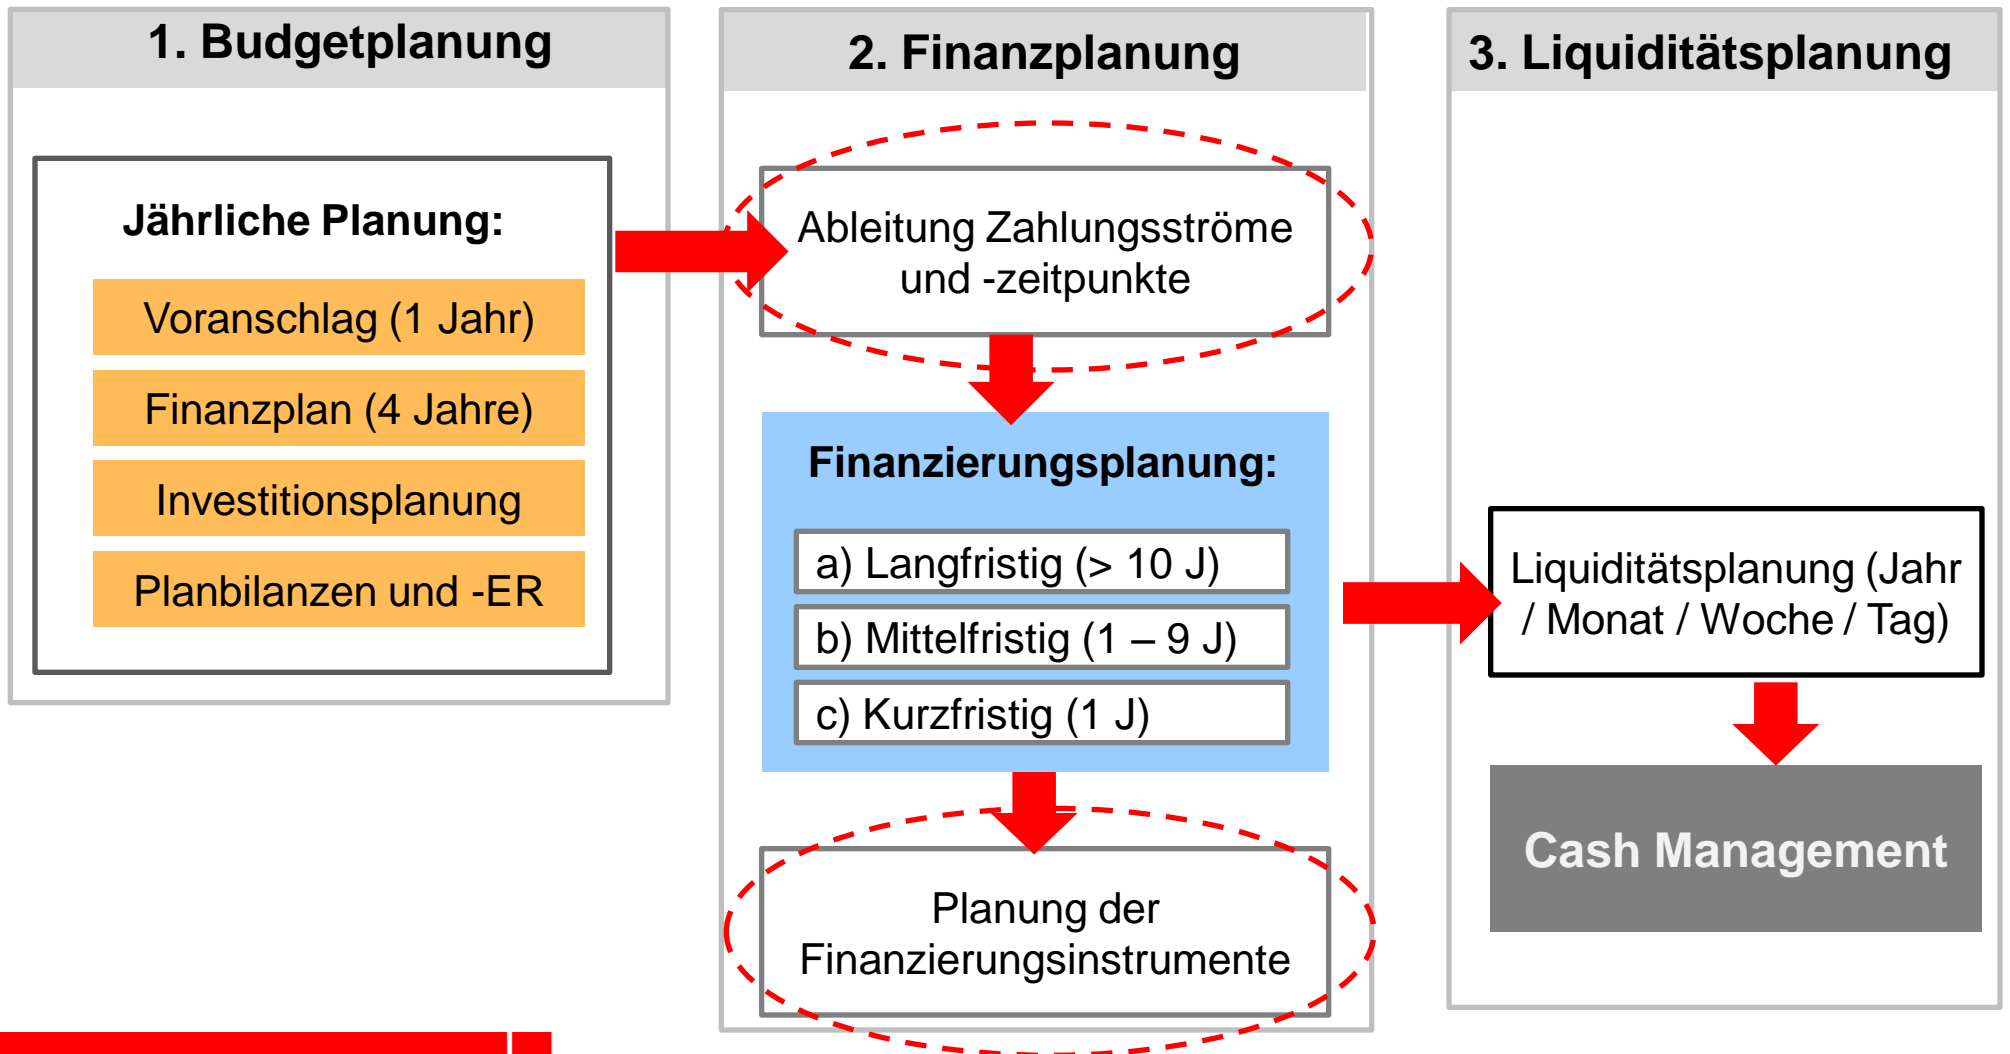 1. Budgetplanung
Jährliche Planung:
Voranschlag (1 Jahr)
Finanzplan (4 Jahre)
Investitionsplanung
Planbilanzen und -ER
2. Finanzplanung
Ableitung Zahlungsströme
und -zeitpunkte
Finanzierungsplanung:
a) Langfristig (> 10 J)
b) Mittelfristig (1 – 9 J)
c) Kurzfristig (1 J)
Planung der
Finanzierungsinstrumente
3. Liquiditätsplanung
Liquiditätsplanung (Jahr
/ Monat / Woche / Tag)
Cash Management